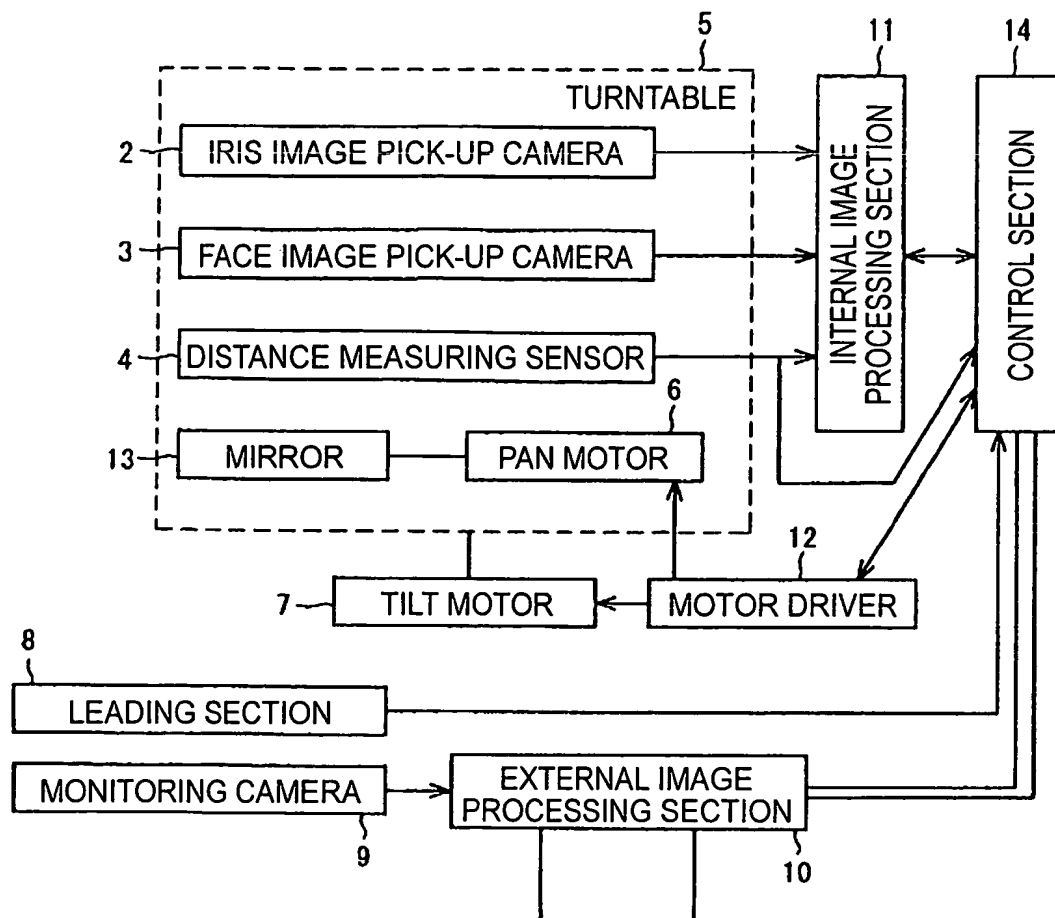 5
11
14
TURNTABLE
2
IRIS IMAGE PICK-UP CAMERA
3
FACE IMAGE PICK-UP CAMERA
4
DISTANCE MEASURING SENSOR
INTERNAL IMAGE
PROCESSING SECTION
CONTROL SECTION
6
13
MIRROR
PAN MOTOR
12
7
TILT MOTOR
MOTOR DRIVER
8
LEADING SECTION
MONITORING CAMERA
EXTERNAL IMAGE
PROCESSING SECTION
9
10